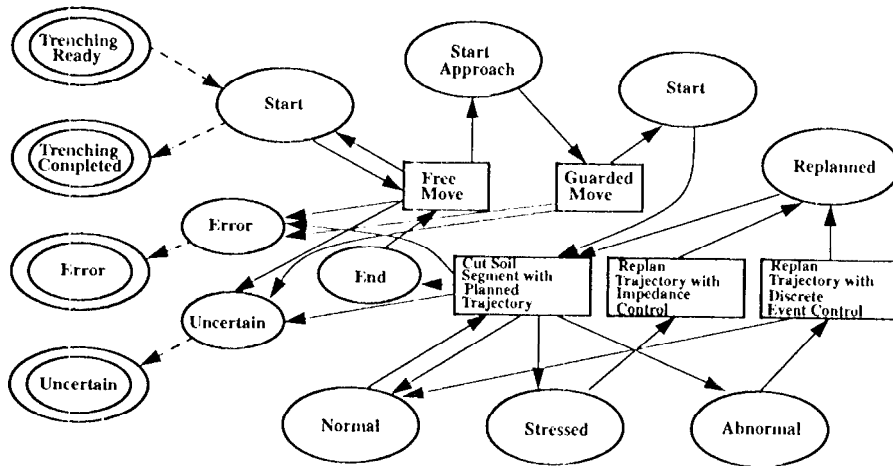 Trenching
Ready
Start
Approach
Start
Start
Trenching
Completed
Replanned
Free
Move
Guarded
Move
Error
Error
End
Cut Soil
Segment with
Planned
Trajectory
Replan
Trajectory with
Impedance
Control
Replan
Trajectory with
Discrete
Event Control
Uncertain
Uncertain
Normal
Stressed
Abnormal